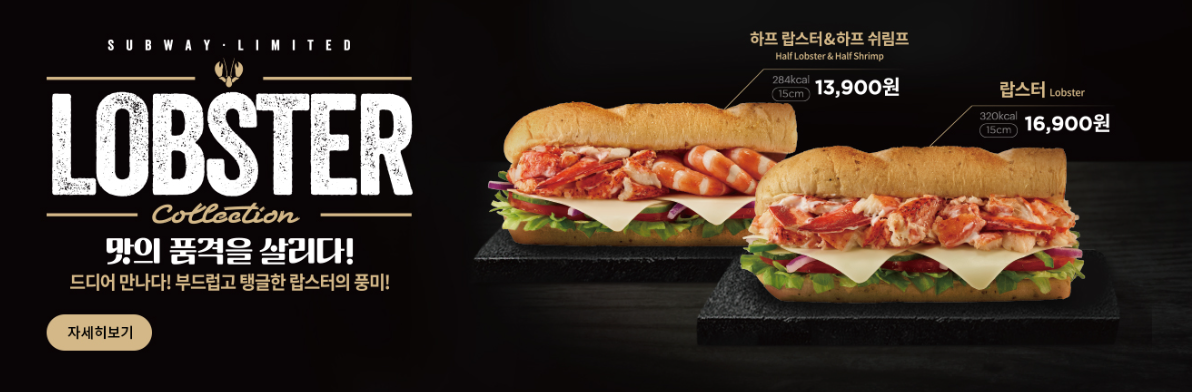 SUBWAY·LIMITED
LOBSTER
Collection
맛의 품격을 살리다!
드디어 만나다! 부드럽고 탱글한 랍스터의 풍미!
자세히보기
하프 랍스터&하프 쉬림프
Half Lobster & Half Shrimp
284kcal
15cm
13,900원
랍스터 Lobster
320kcal
15cm
16,900원